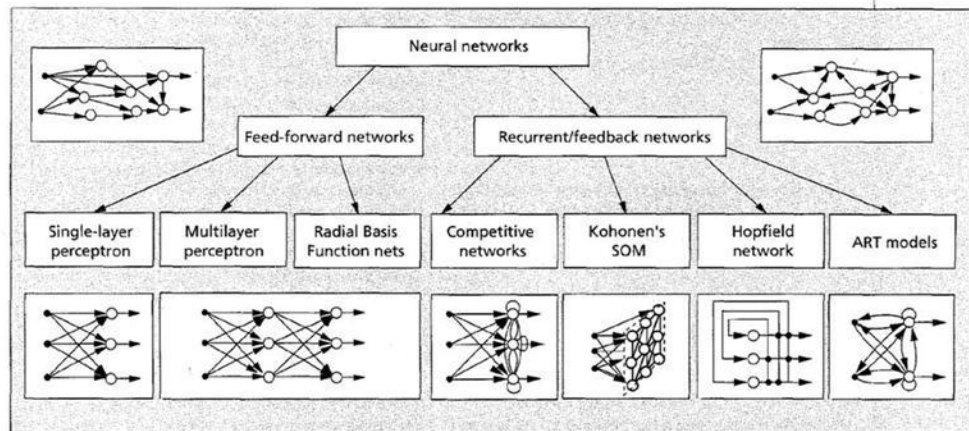 Neural networks
Feed-forward networks
Recurrent/feedback networks
Single-layer
perceptron
Multilayer
perceptron
Radial Basis
Function nets
Competitive
networks
Kohonen's
SOM
Hopfield
network
ART models